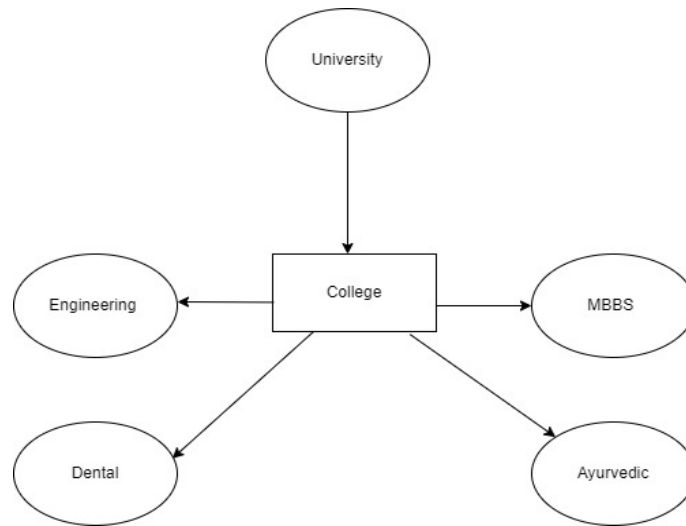 University
College
Engineering
MBBS
Dental
Ayurvedic